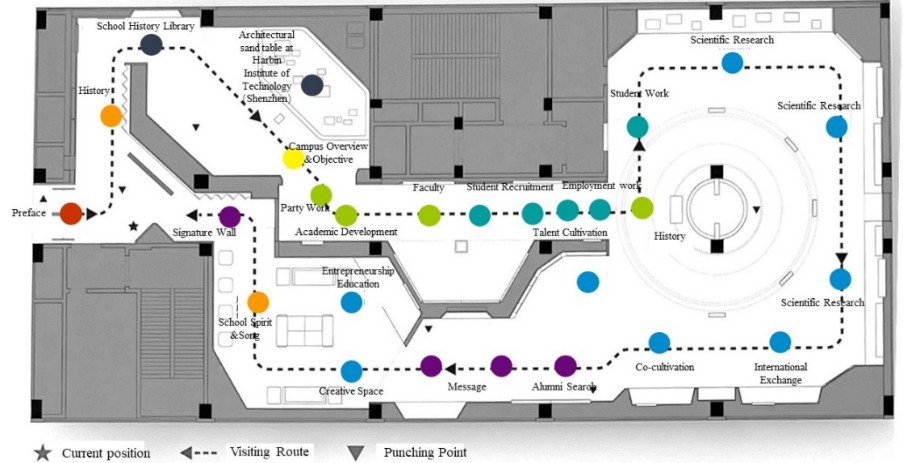 School History Library
Architectural
sand table at
Harbin
Institute of
Technology
(Shenzhen)
Scientific Research
History
Student Work
Scientific Research
Campus Overview
&Objective
Faculty
Student Recruitment
Employment work
Preface
Party Work
Signature Wall
Academic Development
Talent Cultivation
History
Entrepreneurship
Education
Scientific Research
School Spirit
&Song
Creative Space
Message
Alumni Search
Co-cultivation
International
Exchange
Current position
Visiting Route
Punching Point